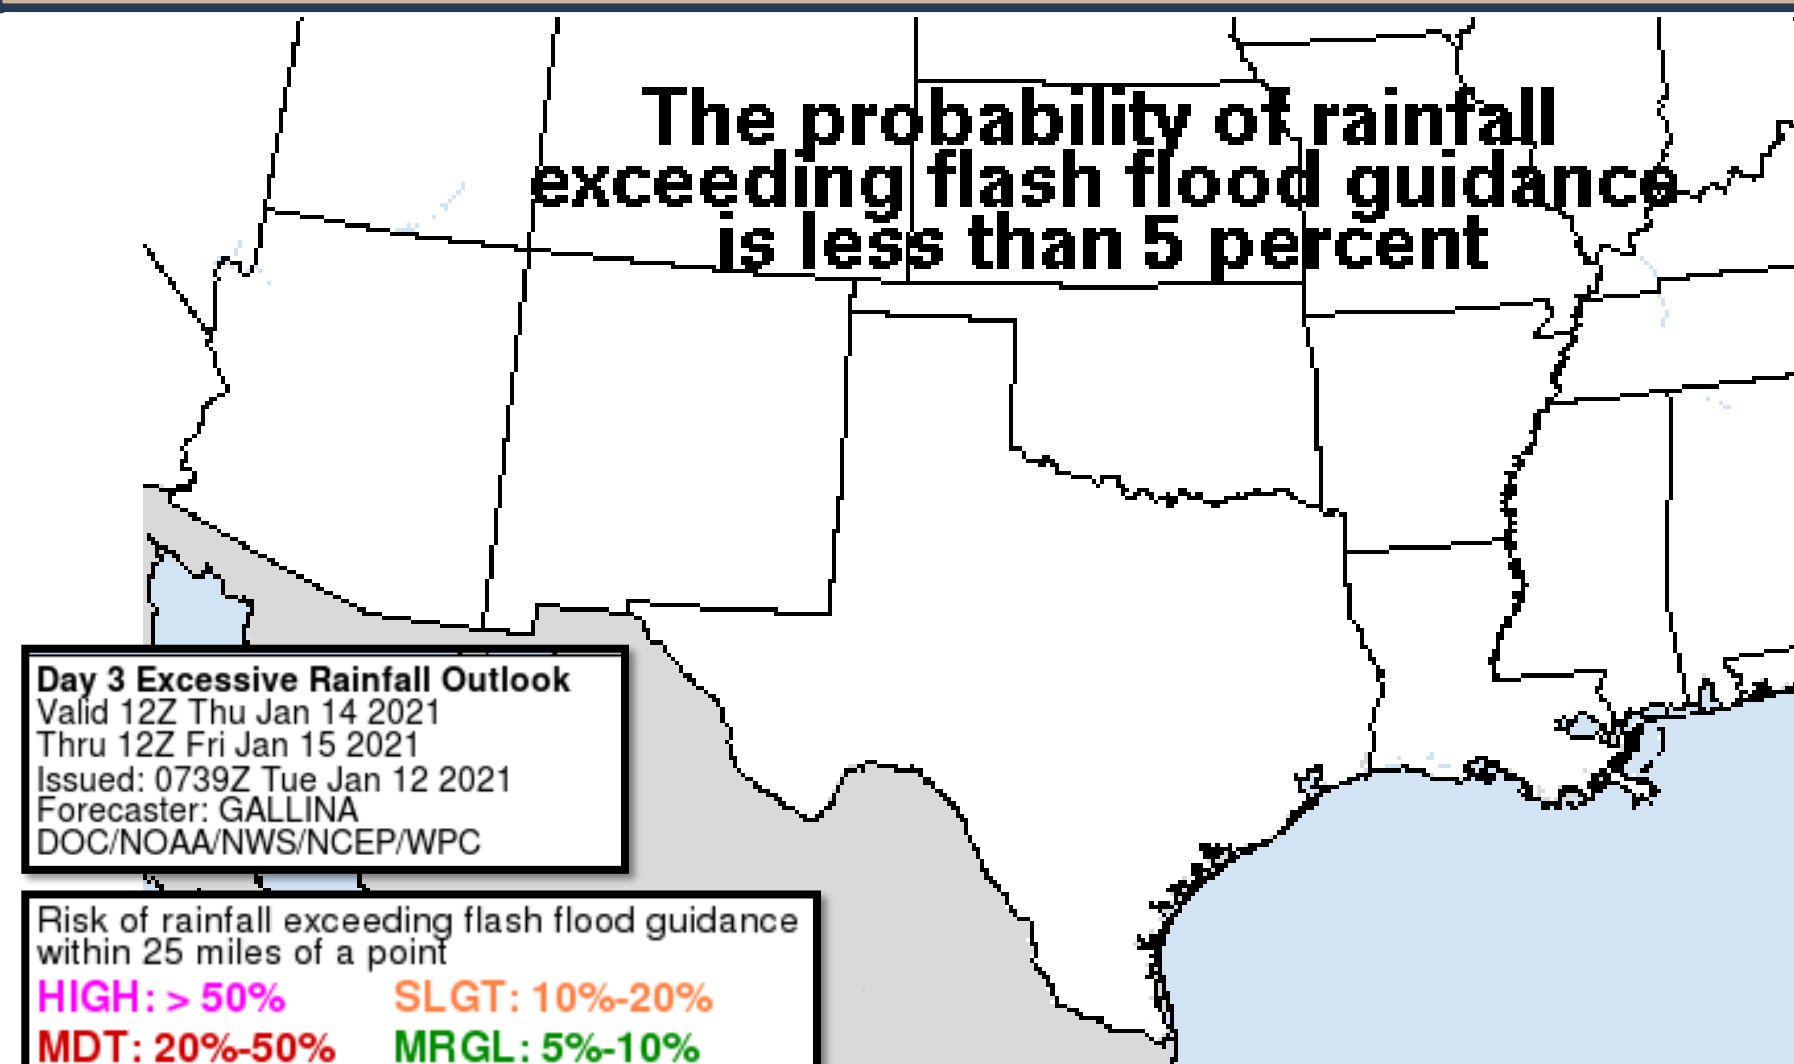 The probability of rainfall
exceeding flash flood guidance
is less than 5 percent
Day 3 Excessive Rainfall Outlook
Valid 12Z Thu Jan 14 2021
Thru 12Z Fri Jan 15 2021
Issued: 0739Z Tue Jan 12 2021
Forecaster: GALLINA
DOC/NOAA/NWS/NCEP/WPC
Risk of rainfall exceeding flash flood guidance
within 25 miles of a point
HIGH: > 50% SLGT: 10%-20%
MDT: 20%-50% MRGL: 5%-10%